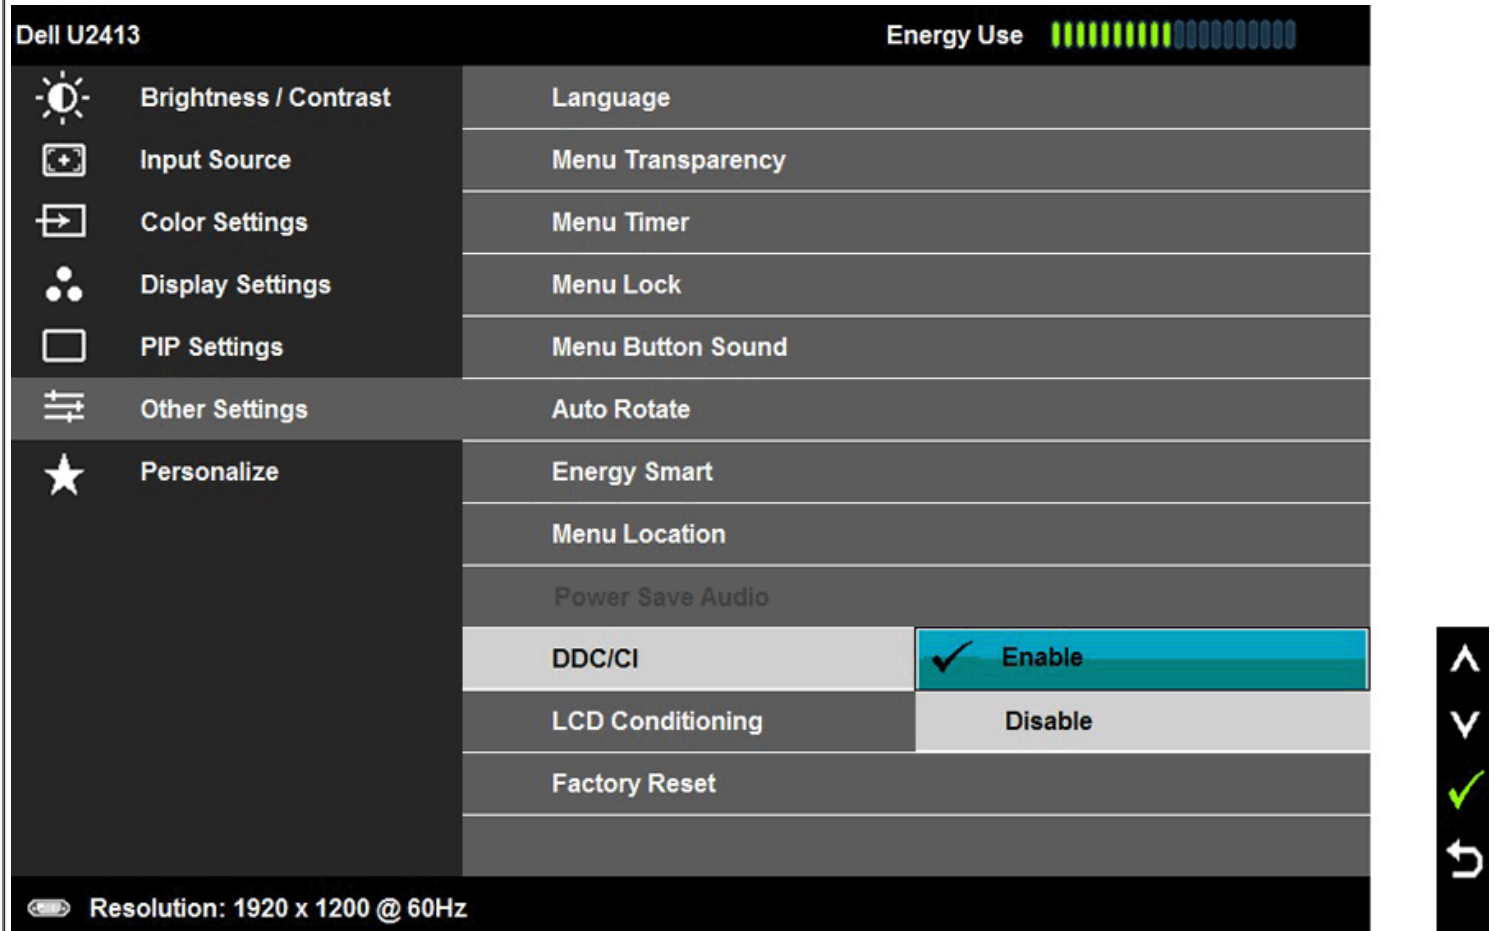 Dell U2413
Energy Use
Brightness / Contrast
Input Source
Color Settings
Display Settings
PIP Settings
Other Settings
Personalize
Language
Menu Transparency
Menu Timer
Menu Lock
Menu Button Sound
Auto Rotate
Energy Smart
Menu Location
Power Save Audio
DDC/CI
Enable
Disable
LCD Conditioning
Factory Reset
Resolution: 1920 x 1200 @ 60Hz